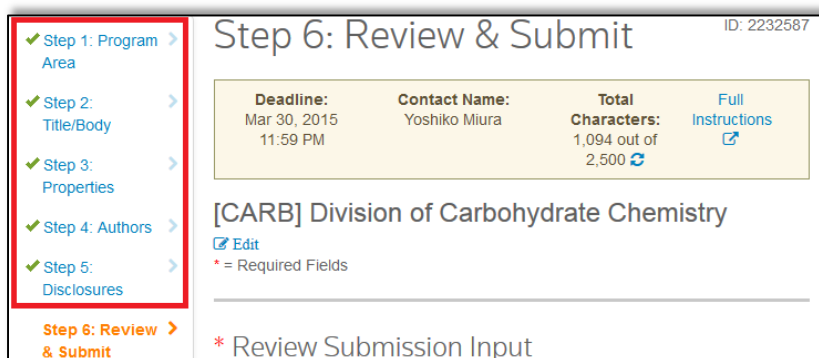 Step 1: Program
Area
Step 2:
Title/Body
Step 3:
Properties
Step 4: Authors
Step 5:
Disclosures
Step 6: Review
& Submit
Step 6: Review & Submit
ID: 2232587
Deadline:
Mar 30, 2015
11:59 PM
Contact Name:
Yoshiko Miura
Total
Characters:
1,094 out of
2,500
Full
Instructions
[CARB] Division of Carbohydrate Chemistry
Edit
* = Required Fields
* Review Submission Input